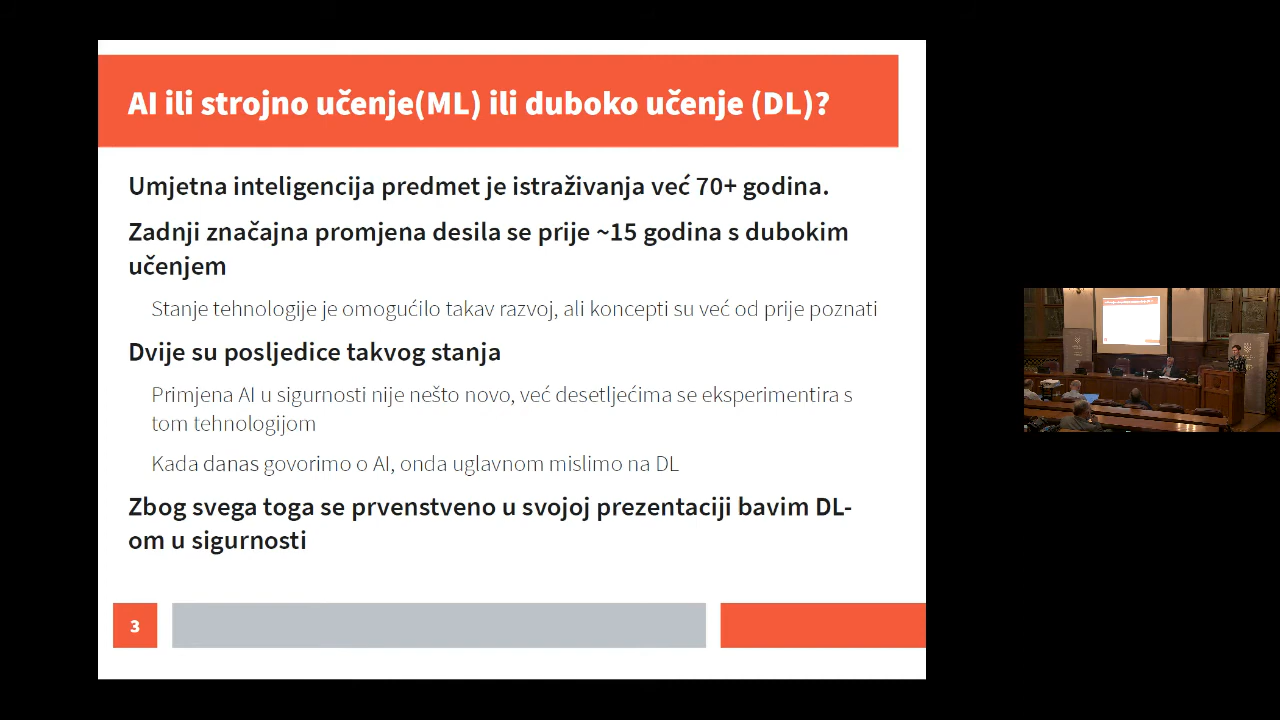 AI ili strojno učenje(ML) ili duboko učenje (DL)?
Umjetna inteligencija predmet je istraživanja već 70+ godina.
Zadnji značajna promjena desila se prije ~15 godina s dubokim
učenjem
Stanje tehnologije je omogućilo takav razvoj, ali koncepti su već od prije poznati
Dvije su posljedice takvog stanja
Primjena AI u sigurnosti nije nešto novo, već desetljećima se eksperimentira s
tom tehnologijom
Kada danas govorimo o AI, onda uglavnom mislimo na DL
Zbog svega toga se prvenstveno u svojoj prezentaciji bavim DL-
om u sigurnosti
3